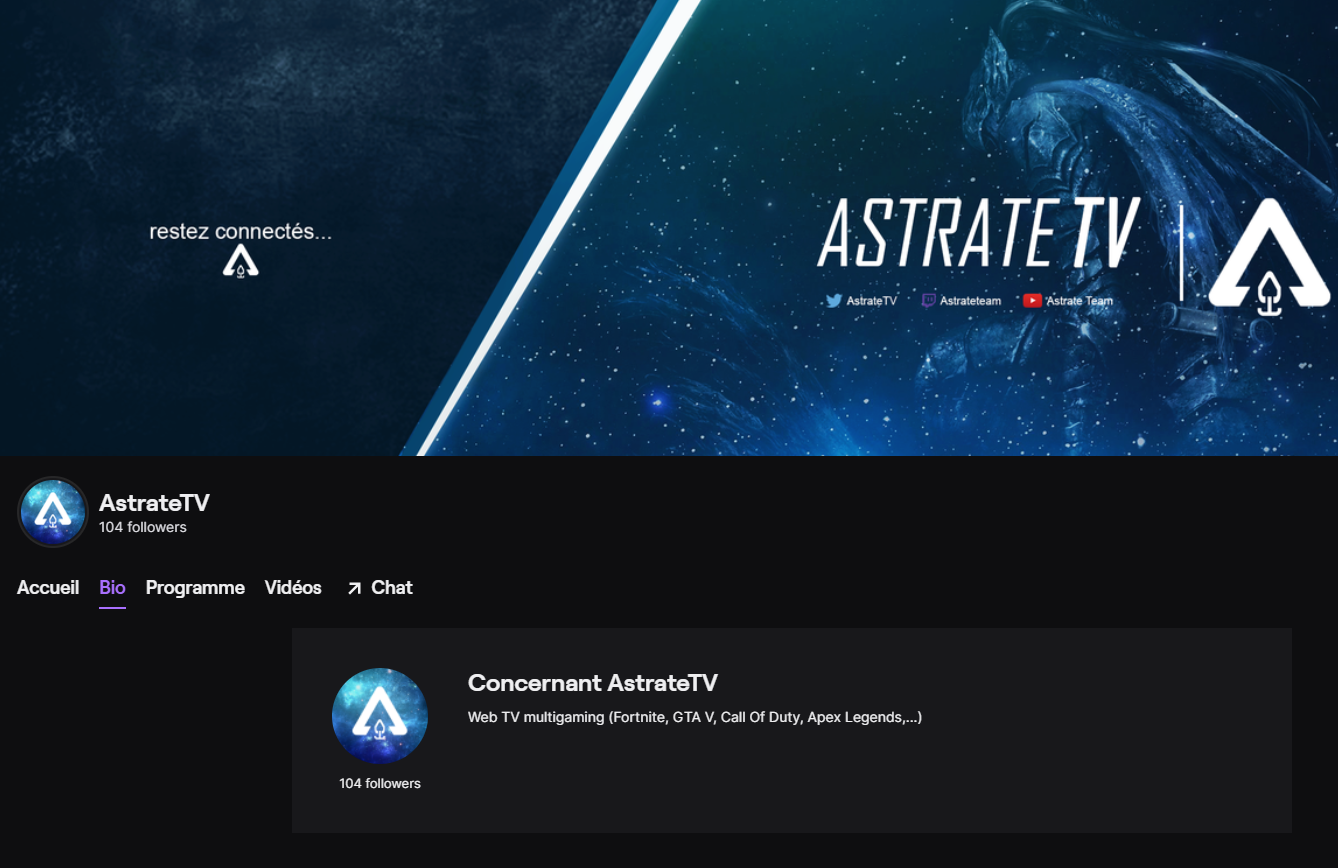 restez connectés...
ASTRATE TV
AstrateTV Astrateteam Astrate Team
AstrateTV
104 followers
Accueil Bio Programme Vidéos Chat
Concernant AstrateTV
Web TV multigaming (Fortnite, GTA V, Call Of Duty, Apex Legends,...)
104 followers